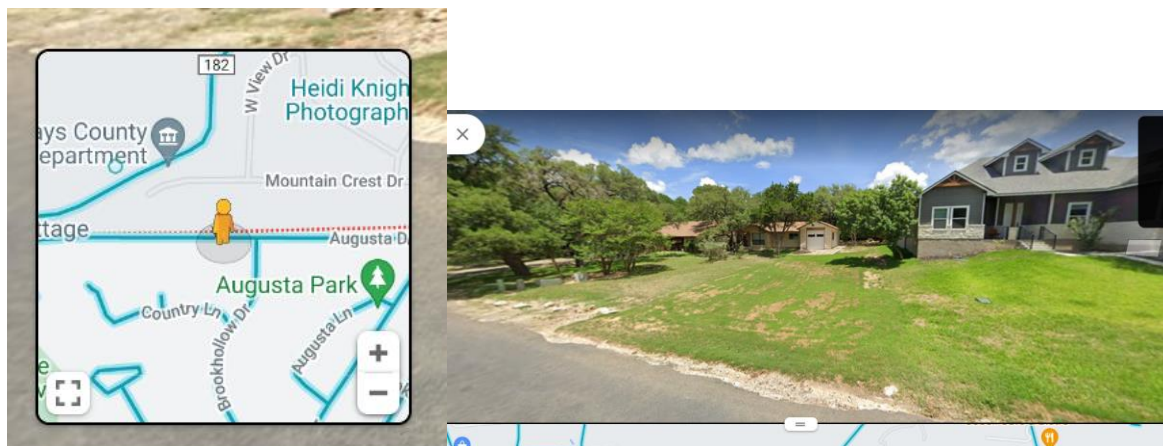 182
W View Dr
Heidi Knigh
Photograph
ays County
epartment
Mountain Crest Dr
ttage
Augusta D
Augusta Park
Country Ln
Brookhollow Dr
Augusta Ln
e
+
−